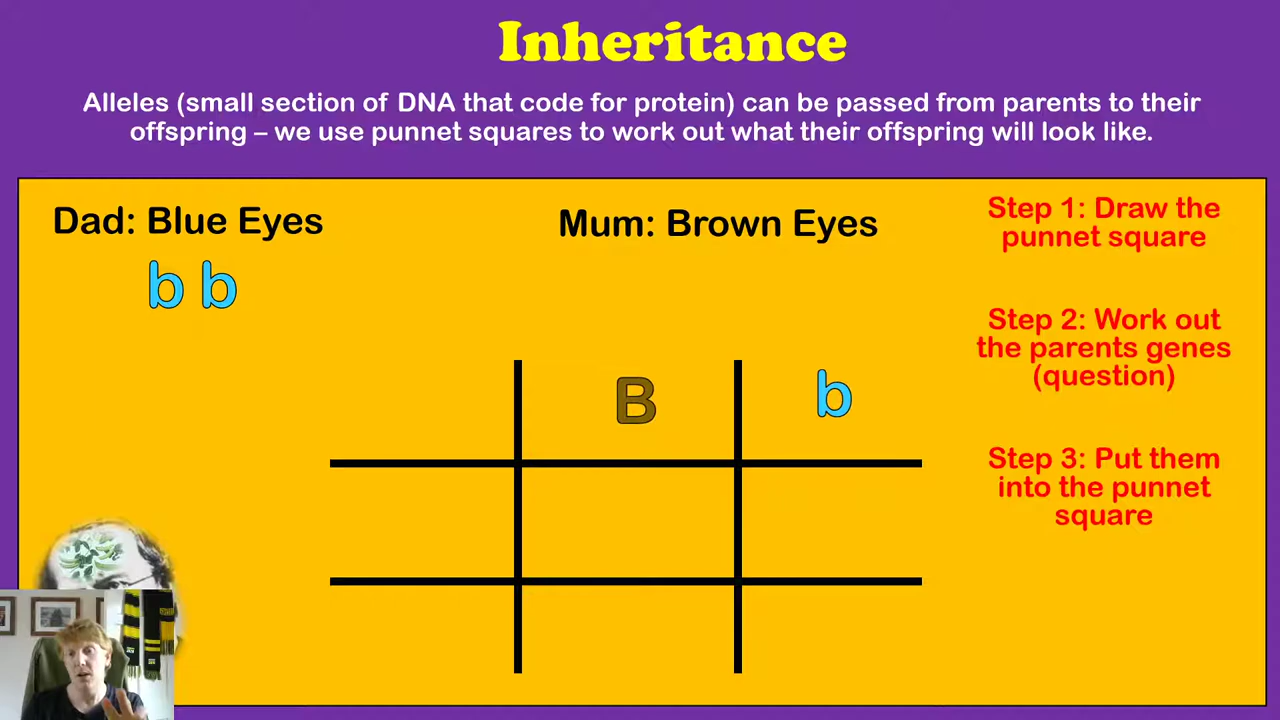 Inheritance
Alleles (small section of DNA that code for protein) can be passed from parents to their
offspring – we use punnet squares to work out what their offspring will look like.
Dad: Blue Eyes
b b
Mum: Brown Eyes
B b
Step 1: Draw the
punnet square
Step 2: Work out
the parents genes
(question)
Step 3: Put them
into the punnet
square